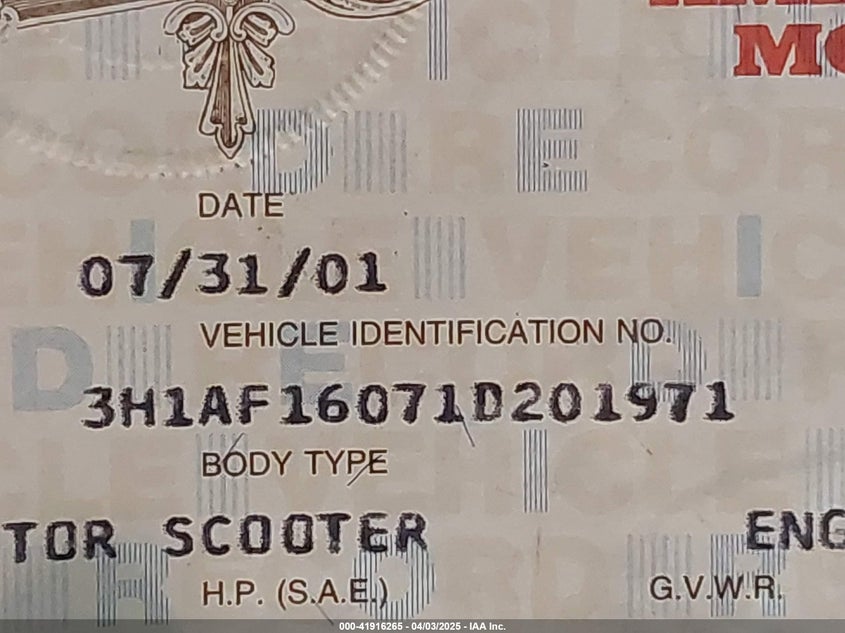 MO
DATE
07/31/01
VEHICLE IDENTIFICATION NO.
3H1AF16071D201971
BODY TYPE
TOR SCOOTER ENG
H.P. (S.A.E.) G.V.W.R.
000-41916265 - 04/03/2025 - IAA Inc.